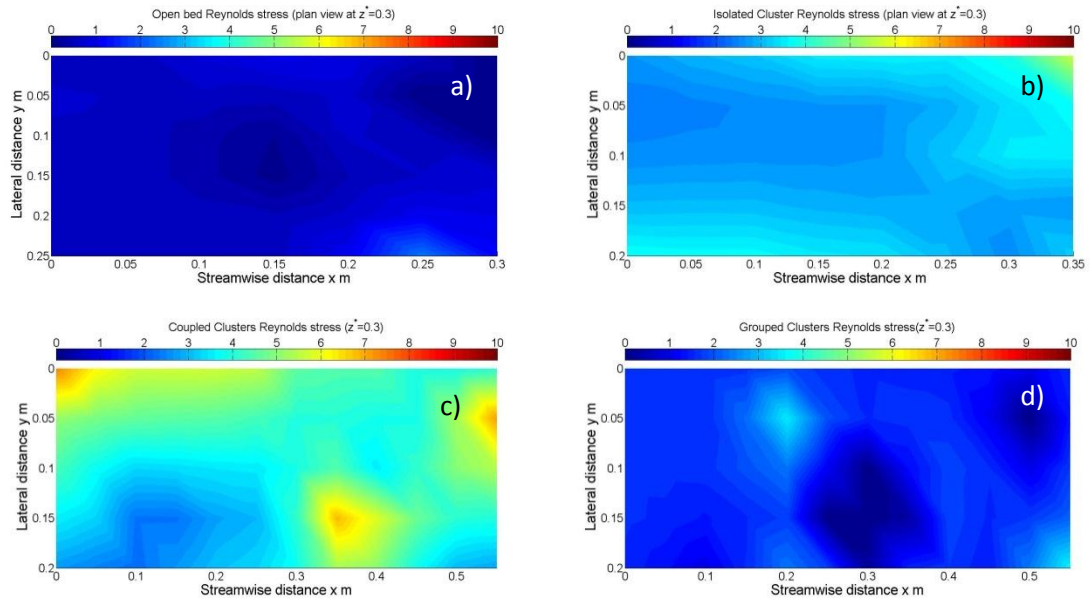 Open bed Reynolds stress (plan view at z*=0.3)
0 1 2 3 4 5 6 7 8 9 10
a)
0
0.05
0.1
0.15
0.2
0.25
Lateral distance y m
0 0.05 0.1 0.15 0.2 0.25 0.3
Streamwise distance x m
Isolated Cluster Reynolds stress (plan view at z*=0.3)
0 1 2 3 4 5 6 7 8 9 10
b)
0
0.05
0.1
0.15
0.2
Lateral distance y m
0 0.05 0.1 0.15 0.2 0.25 0.3 0.35
Streamwise distance x m
Coupled Clusters Reynolds stress (z*=0.3)
0 1 2 3 4 5 6 7 8 9 10
c)
0
0.05
0.1
0.15
0.2
Lateral distance y m
0 0.1 0.2 0.3 0.4 0.5
Streamwise distance x m
Grouped Clusters Reynolds stress(z*=0.3)
0 1 2 3 4 5 6 7 8 9 10
d)
0
0.05
0.1
0.15
0.2
Lateral distance y m
0 0.1 0.2 0.3 0.4 0.5
Streamwise distance x m